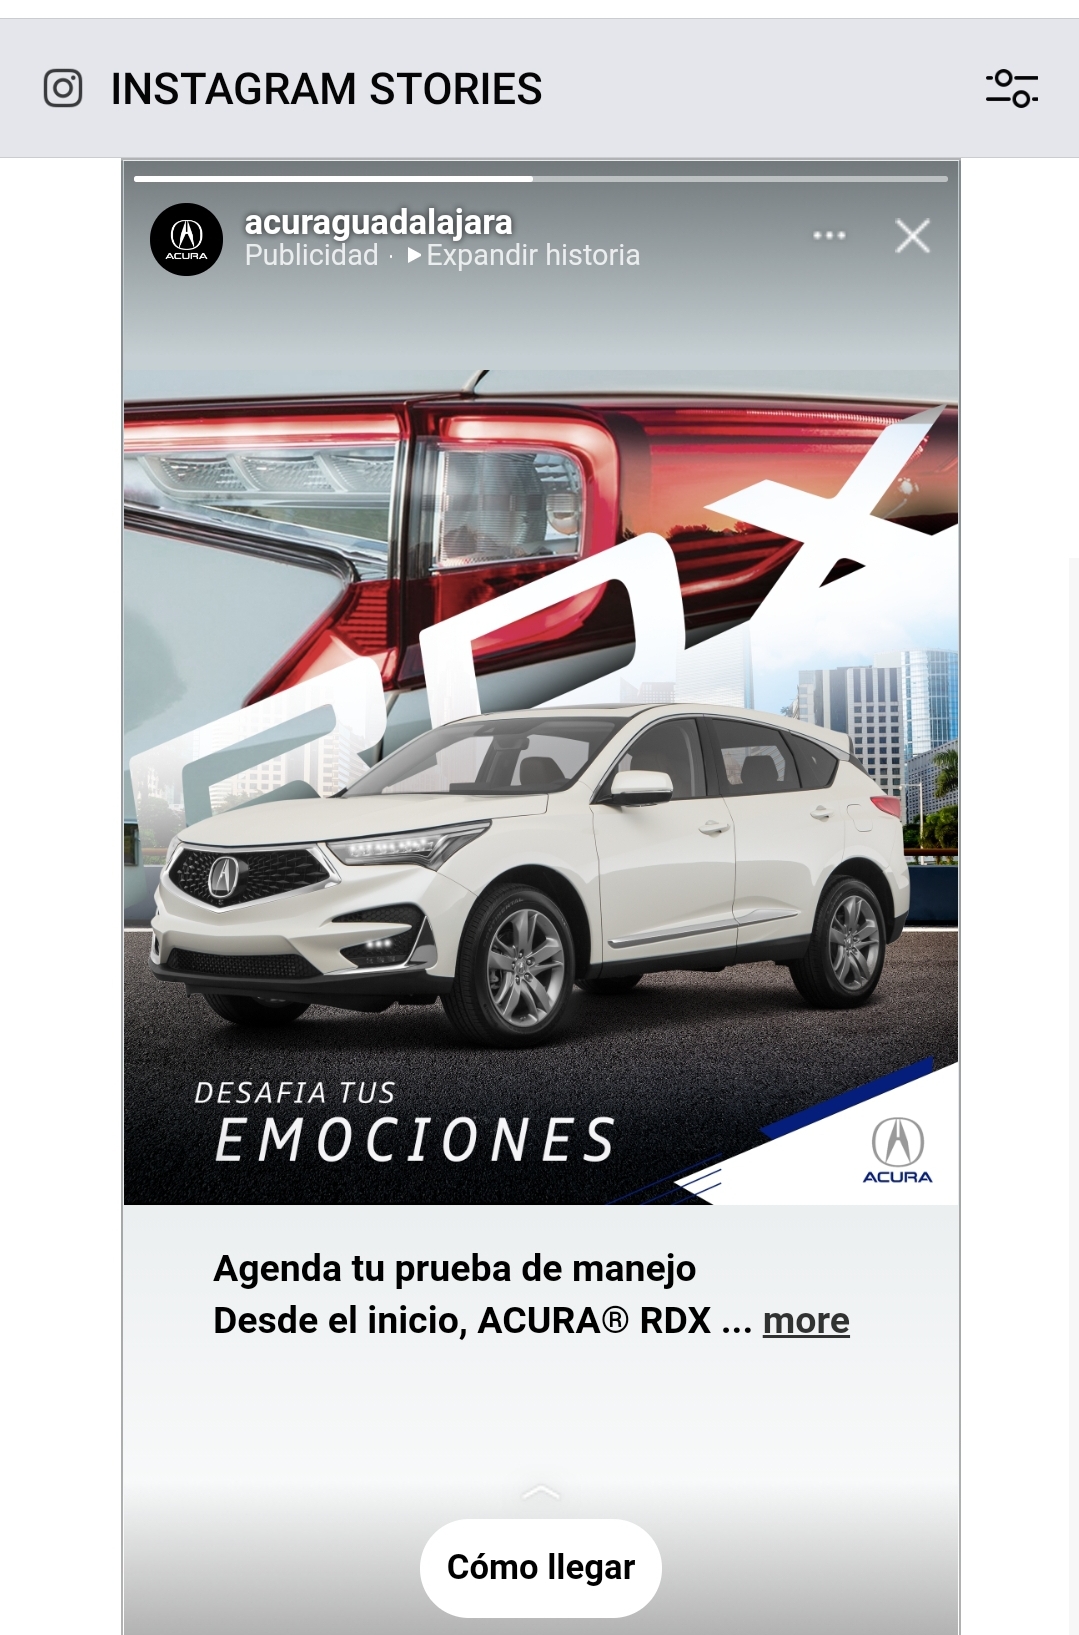 INSTAGRAM STORIES
acuraguadalajara
Publicidad · ▶Expandir historia
ACURA
RDX
DESAFIA TUS
EMOCIONES
ACURA
Agenda tu prueba de manejo
Desde el inicio, ACURA® RDX ... more
Cómo llegar